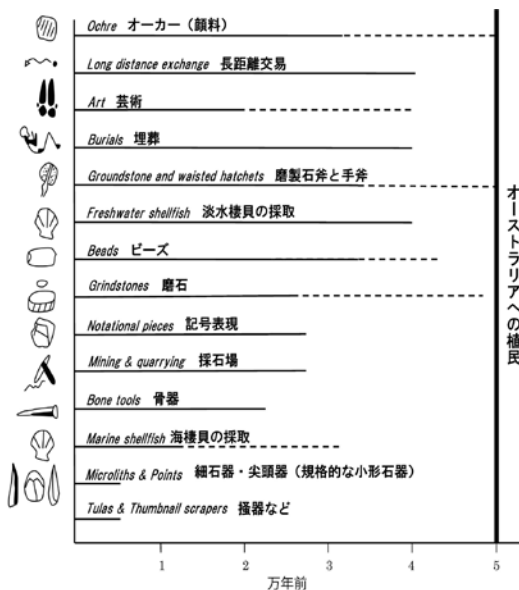 Ochre オーカー（顔料）
Long distance exchange 長距離交易
Art 芸術
Burials 埋葬
Groundstone and waisted hatchets 磨製石斧と手斧
Freshwater shellfish 淡水棲貝の採取
Beads ビーズ
Grindstones 磨石
Notational pieces 記号表現
Mining & quarrying 採石場
Bone tools 骨器
Marine shellfish 海棲貝の採取
Microliths & Points 細石器・尖頭器（規格的な小形石器）
Tulas & Thumbnail scrapers 掻器など
オーストラリアへの植民
1 2 3 4 5
万年前